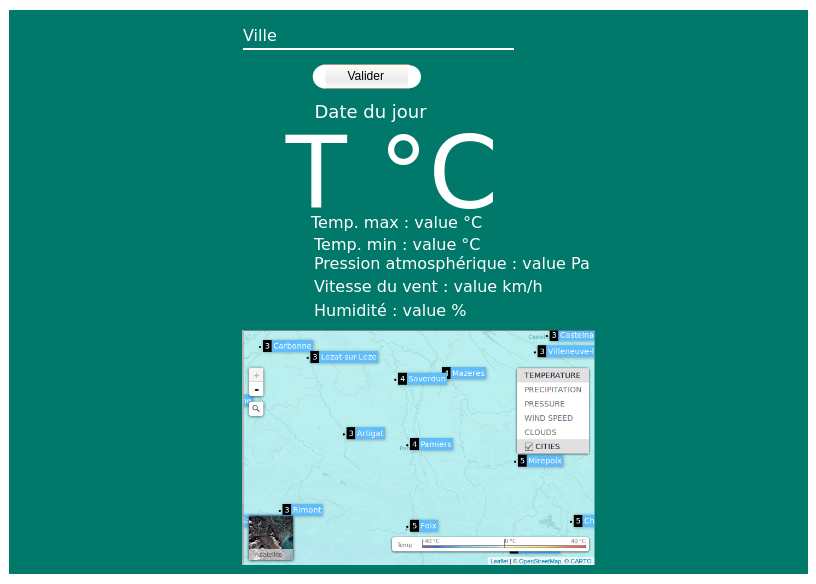 Ville
Valider
Date du jour
T °C
Temp. max : value °C
Temp. min : value °C
Pression atmosphérique : value Pa
Vitesse du vent : value km/h
Humidité : value %
3 Castelna
3 Carbonne
3 Villeneuve-l
3 Lezat-sur-Leze
4 Mazeres
4 Saverdun
+
-
TEMPERATURE
PRECIPITATION
PRESSURE
WIND SPEED
CLOUDS
CITIES
3 Artigat
4 Pamiers
5 Mirepoix
3 Rimont
5 Foix
5 Ch
Temp
-40 °C 0 °C 40 °C
Satellite
Leaflet | © OpenStreetMap, © CARTO